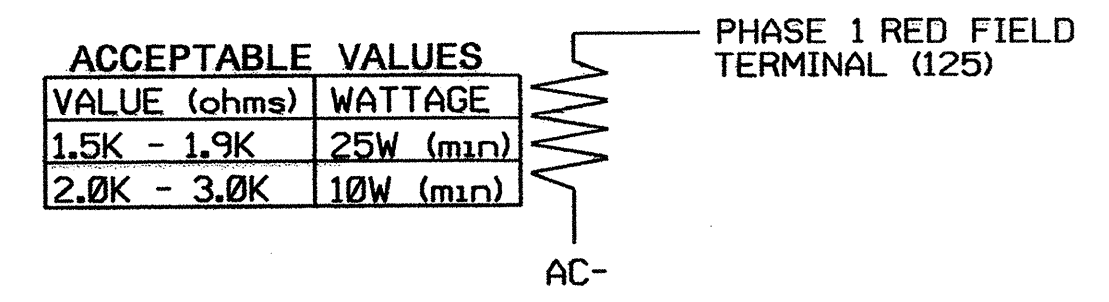 ACCEPTABLE VALUES
VALUE (ohms) WATTAGE
1.5K - 1.9K 25W (min)
2.0K - 3.0K 10W (min)
PHASE 1 RED FIELD
TERMINAL (125)
AC-